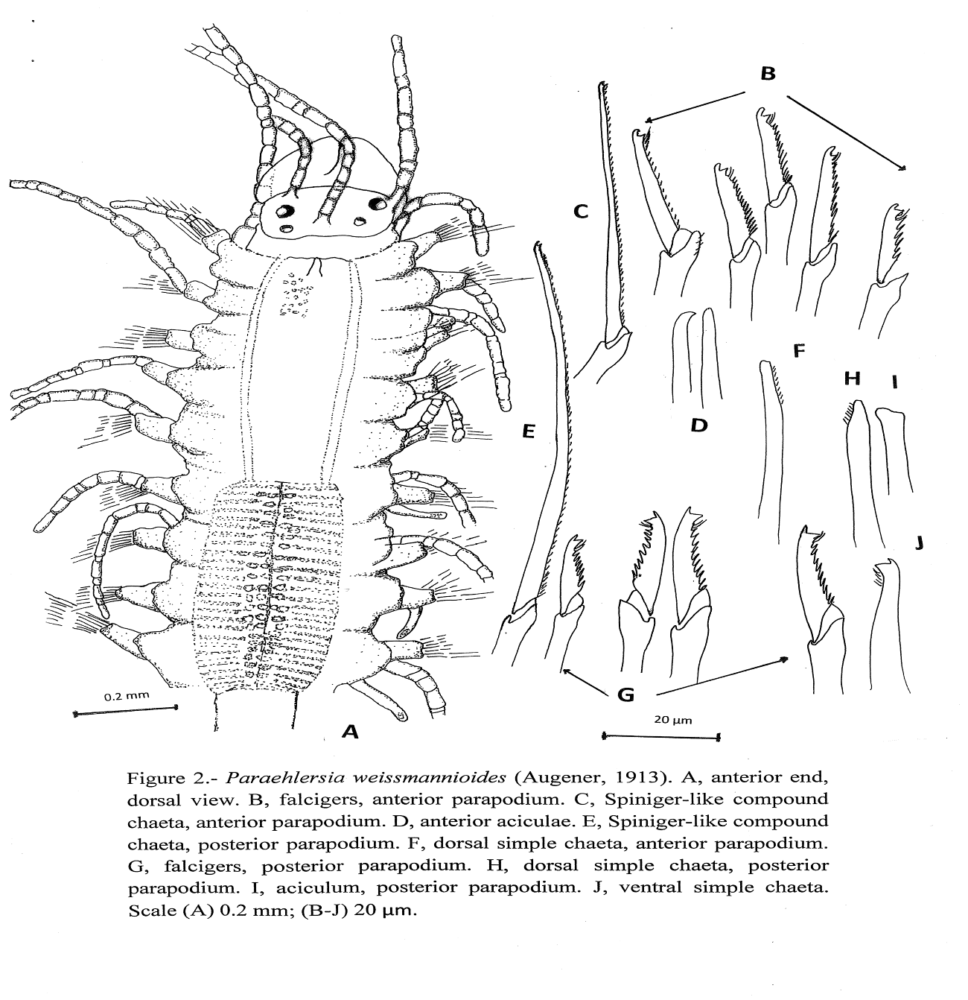 B
C
F
H
I
D
E
J
G
0.2 mm
20 µm
A
Figure 2.- Paraehlersia weissmannioides (Augener, 1913). A, anterior end,
dorsal view. B, falcigers, anterior parapodium. C, Spiniger-like compound
chaeta, anterior parapodium. D, anterior aciculae. E, Spiniger-like compound
chaeta, posterior parapodium. F, dorsal simple chaeta, anterior parapodium.
G, falcigers, posterior parapodium. H, dorsal simple chaeta, posterior
parapodium. I, aciculum, posterior parapodium. J, ventral simple chaeta.
Scale (A) 0.2 mm; (B-J) 20 µm.